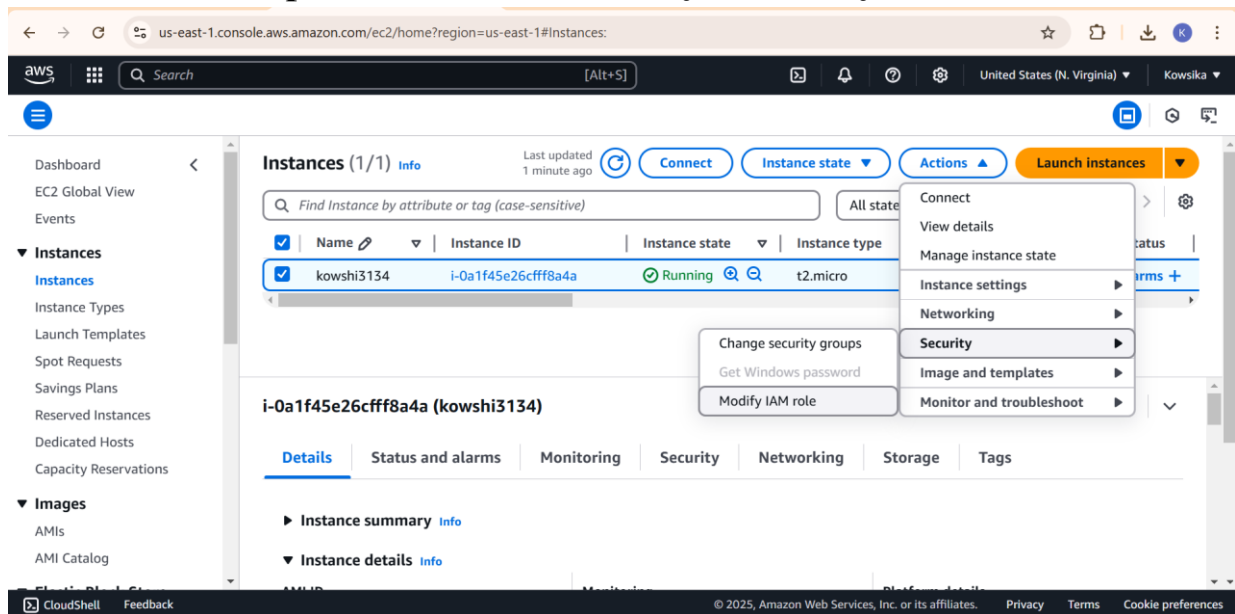 us-east-1.console.aws.amazon.com/ec2/home?region=us-east-1#Instances:
K
aws
Search
[Alt+S]
United States (N. Virginia)
Kowsika
Dashboard
EC2 Global View
Events
Instances
Instances
Instance Types
Launch Templates
Spot Requests
Savings Plans
Reserved Instances
Dedicated Hosts
Capacity Reservations
Images
AMIs
AMI Catalog
Instances (1/1) Info
Last updated
1 minute ago
Connect
Instance state
Actions
Launch instances
Find Instance by attribute or tag (case-sensitive)
All state
Name
Instance ID
Instance state
Instance type
tatus
kowshi3134
i-0a1f45e26cfff8a4a
Running
t2.micro
arms +
Connect
View details
Manage instance state
Instance settings
Networking
Security
Image and templates
Monitor and troubleshoot
Change security groups
Get Windows password
Modify IAM role
i-0a1f45e26cfff8a4a (kowshi3134)
Details
Status and alarms
Monitoring
Security
Networking
Storage
Tags
Instance summary Info
Instance details Info
CloudShell
Feedback
© 2025, Amazon Web Services, Inc. or its affiliates.
Privacy
Terms
Cookie preferences